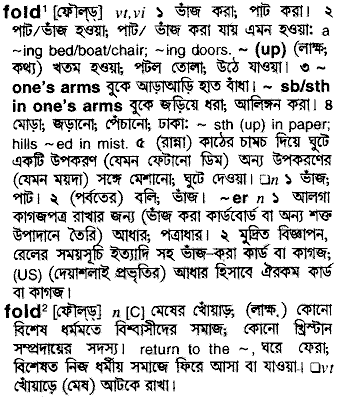 fold¹ [ফৌল্‌ড্‌] vt,vi ১ ভাঁজ করা; পাট করা। ২
পাট/ভাঁজ হওয়া; পাট/ ভাঁজ করা যায় এমন হওয়া: a
~ing bed/boat/chair; ~ing doors. ~ (up) (লাক্ষ;
কথ্য) খতম হওয়া, পটল তোলা; উঠে যাওয়া। ৩ ~
one's arms বুকে আড়াআড়ি হাত বাঁধা। ~ sb/sth
in one's arms বুকে জড়িয়ে ধরা; আলিঙ্গন করা। ৪
মোড়া; জড়ানো; পেঁচানো; ঢাকা: ~ sth (up) in paper;
hills ~ed in mist. ৫ (রান্না) কাঠের চামচ দিয়ে ঘুটে
একটি উপকরণ (যেমন ফেটানো ডিম) অন্য উপকরণের
(যেমন ময়দা) সঙ্গে মেশানো; ঘুটে দেওয়া। □n ১ ভাঁজ;
পাট। ২ (পর্বতের) বলি; ভাঁজ। ~er n ১ আলগা
কাগজপত্র রাখার জন্য (ভাঁজ করা কার্ডবোর্ড বা অন্য শক্ত
উপাদানে তৈরি) আধার; পত্রাধার। ২ মুদ্রিত বিজ্ঞাপন,
রেলের সময়সূচি ইত্যাদি সহ ভাঁজ-করা কার্ড বা কাগজ;
(US) (দেয়াশলাই প্রভৃতির) আধার হিসাবে ঐরকম কার্ড
বা কাগজ।
fold² [ফৌল্‌ড্‌] n [C] মেষের খোঁয়াড়; (লাক্ষ.) কোনো
বিশেষ ধর্মমতে বিশ্বাসীদের সমাজ; কোনো খ্রিস্টান
সম্প্রদায়ের সদস্য। return to the ~, ঘরে ফেরা;
বিশেষত নিজ ধর্মীয় সমাজে ফিরে আসা বা যাওয়া। □vt
খোঁয়াড়ে (মেষ) আটকে রাখা।